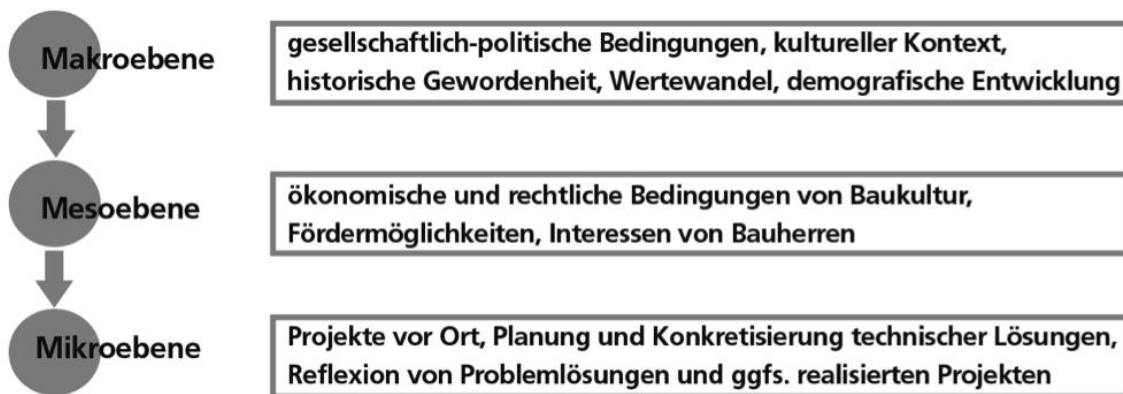 Makroebene
gesellschaftlich-politische Bedingungen, kultureller Kontext,
historische Gewordenheit, Wertewandel, demografische Entwicklung
Mesoebene
ökonomische und rechtliche Bedingungen von Baukultur,
Fördermöglichkeiten, Interessen von Bauherren
Mikroebene
Projekte vor Ort, Planung und Konkretisierung technischer Lösungen,
Reflexion von Problemlösungen und ggfs. realisierten Projekten